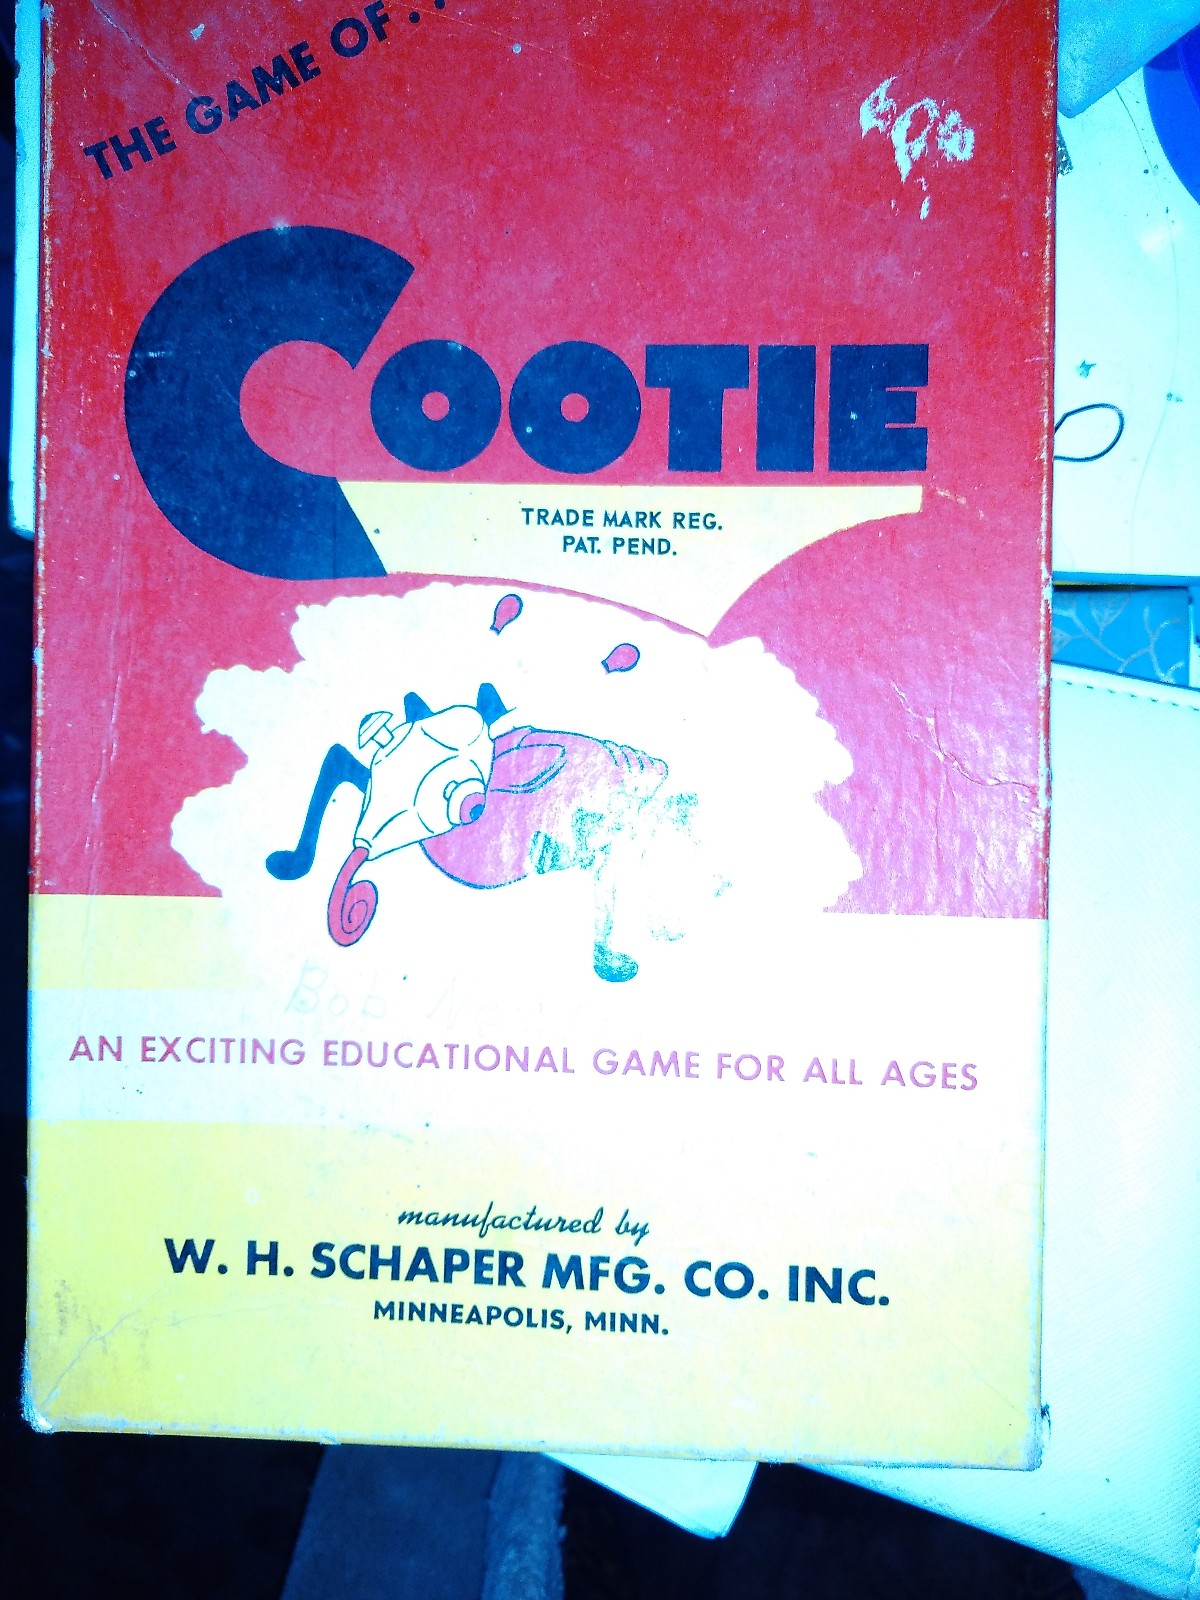 THE GAME OF . .
COOTIE
TRADE MARK REG.
PAT. PEND.
Bob
AN EXCITING EDUCATIONAL GAME FOR ALL AGES
manufactured by
W. H. SCHAPER MFG. CO. INC.
MINNEAPOLIS, MINN.